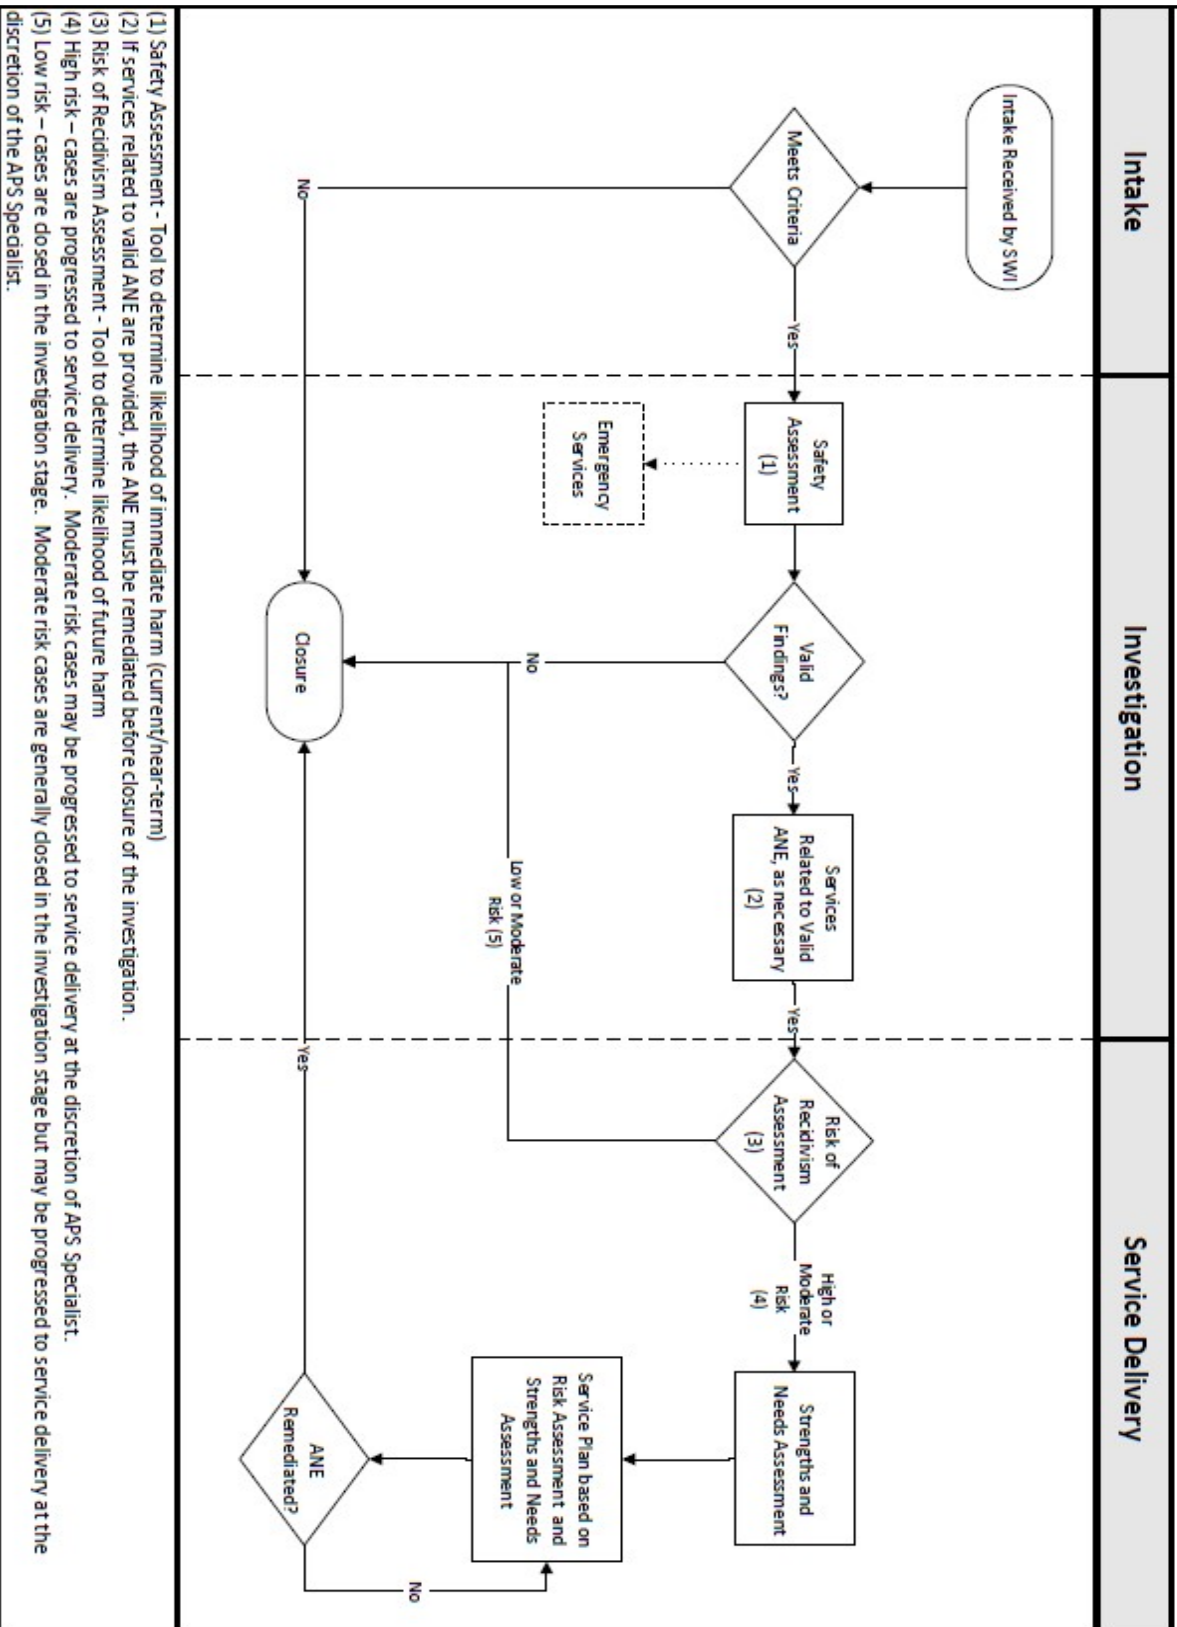 Intake
Investigation
Service Delivery
Intake Received by SWI
Meets Criteria
Yes
No
Safety
Assessment
(1)
Emergency
Services
Valid
Findings?
Yes
No
Services
Related to Valid
ANE, as necessary
(2)
Yes
Risk of
Recidivism
Assessment
(3)
Low or Moderate
Risk (5)
High or
Moderate
Risk
(4)
Strengths and
Needs Assessment
Service Plan based on
Risk Assessment and
Strengths and Needs
Assessment
ANE
Remediated?
No
Yes
Closure
(1) Safety Assessment - Tool to determine likelihood of immediate harm (current/near-term)
(2) If services related to valid ANE are provided, the ANE must be remediated before closure of the investigation.
(3) Risk of Recidivism Assessment - Tool to determine likelihood of future harm
(4) High risk – cases are progressed to service delivery. Moderate risk cases may be progressed to service delivery at the discretion of APS Specialist.
(5) Low risk – cases are closed in the investigation stage. Moderate risk cases are generally closed in the investigation stage but may be progressed to service delivery at the
discretion of the APS Specialist.